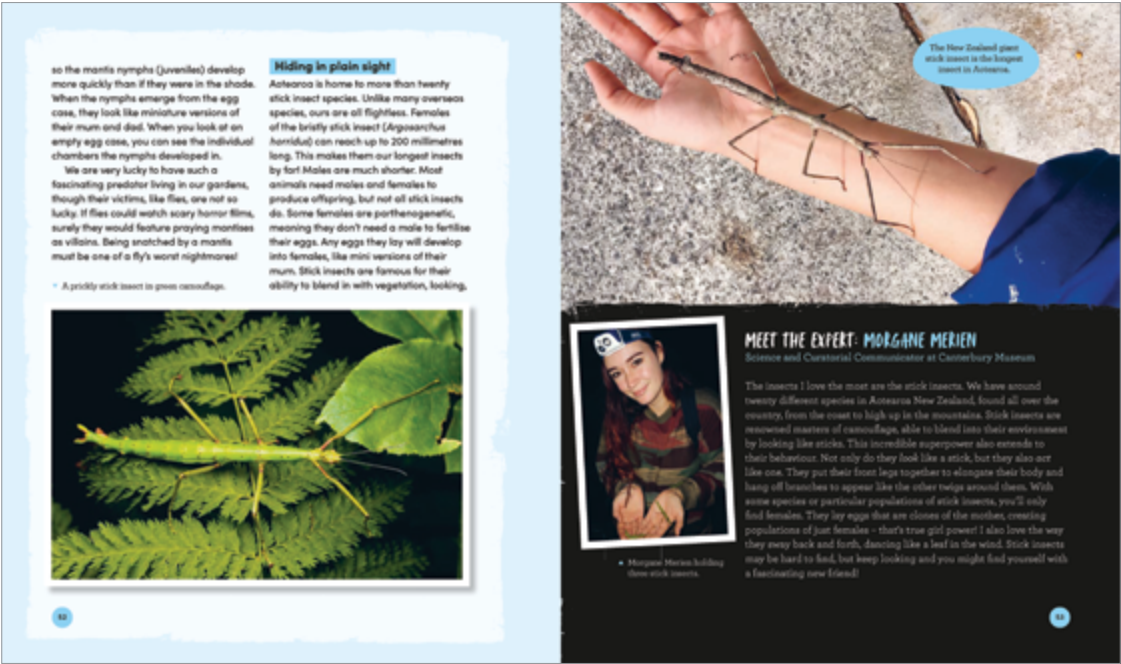 so the mantis nymphs (juveniles) develop
more quickly than if they were in the shade.
When the nymphs emerge from the egg
case, they look like miniature versions of
their mum and dad. When you look at an
empty egg case, you can see the individual
chambers the nymphs developed in.
We are very lucky to have such a
fascinating predator living in our gardens,
though their victims, like flies, are not so
lucky. If flies could watch scary horror films,
surely they would feature praying mantises
as villains. Being snatched by a mantis
must be one of a fly's worst nightmares!
A prickly stick insect in green camouflage.
Hiding in plain sight
Aotearoa is home to more than twenty
stick insect species. Unlike many overseas
species, ours are all flightless. Females
of the bristly stick insect (Argosarchus
horridus) can reach up to 200 millimetres
long. This makes them our longest insects
by far! Males are much shorter. Most
animals need males and females to
produce offspring, but not all stick insects
do. Some females are parthenogenetic,
meaning they don't need a male to fertilise
their eggs. Any eggs they lay will develop
into females, like mini versions of their
mum. Stick insects are famous for their
ability to blend in with vegetation, looking,
52
The New Zealand giant
stick insect is the longest
insect in Aotearoa.
MEET THE EXPERT: MORGANE MERIEN
Science and Curatorial Communicator at Canterbury Museum
The insects I love the most are the stick insects. We have around
twenty different species in Aotearoa New Zealand, found all over the
country, from the coast to high up in the mountains. Stick insects are
renowned masters of camouflage, able to blend into their environment
by looking like sticks. This incredible superpower also extends to
their behaviour. Not only do they look like a stick, but they also act
like one. They put their front legs together to elongate their body and
hang off branches to appear like the other twigs around them. With
some species or particular populations of stick insects, you'll only
find females. They lay eggs that are clones of the mother, creating
populations of just females – that's true girl power! I also love the way
they sway back and forth, dancing like a leaf in the wind. Stick insects
may be hard to find, but keep looking and you might find yourself with
a fascinating new friend!
Morgane Merien holding
three stick insects.